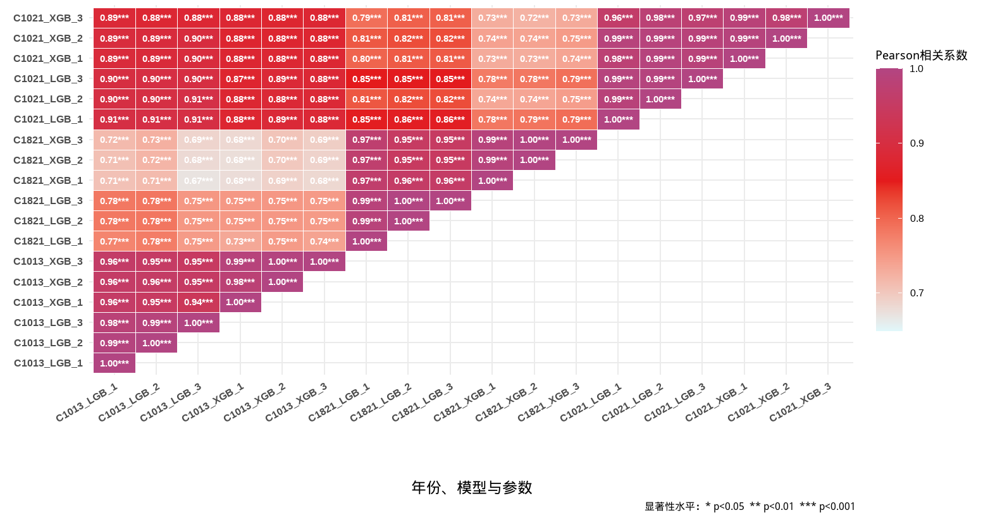 C1021_XGB_3 0.89*** 0.88*** 0.88*** 0.88*** 0.88*** 0.88*** 0.79*** 0.81*** 0.81*** 0.73*** 0.72*** 0.73*** 0.96*** 0.98*** 0.97*** 0.99*** 0.98*** 1.00***
C1021_XGB_2 0.89*** 0.89*** 0.90*** 0.88*** 0.88*** 0.88*** 0.81*** 0.82*** 0.82*** 0.74*** 0.74*** 0.75*** 0.99*** 0.99*** 0.99*** 0.99*** 1.00***
C1021_XGB_1 0.89*** 0.89*** 0.90*** 0.88*** 0.88*** 0.88*** 0.80*** 0.81*** 0.81*** 0.73*** 0.73*** 0.74*** 0.98*** 0.99*** 0.99*** 1.00***
C1021_LGB_3 0.90*** 0.90*** 0.90*** 0.87*** 0.89*** 0.88*** 0.85*** 0.85*** 0.85*** 0.78*** 0.78*** 0.79*** 0.99*** 0.99*** 1.00***
C1021_LGB_2 0.90*** 0.90*** 0.91*** 0.88*** 0.88*** 0.88*** 0.81*** 0.82*** 0.82*** 0.74*** 0.74*** 0.75*** 0.99*** 1.00***
C1021_LGB_1 0.91*** 0.91*** 0.91*** 0.88*** 0.89*** 0.88*** 0.85*** 0.86*** 0.86*** 0.78*** 0.79*** 0.79*** 1.00***
C1821_XGB_3 0.72*** 0.73*** 0.69*** 0.68*** 0.70*** 0.69*** 0.97*** 0.95*** 0.95*** 0.99*** 1.00*** 1.00***
C1821_XGB_2 0.71*** 0.72*** 0.68*** 0.68*** 0.70*** 0.69*** 0.97*** 0.95*** 0.95*** 0.99*** 1.00***
C1821_XGB_1 0.71*** 0.71*** 0.67*** 0.68*** 0.69*** 0.68*** 0.97*** 0.96*** 0.96*** 1.00***
C1821_LGB_3 0.78*** 0.78*** 0.75*** 0.75*** 0.75*** 0.75*** 0.99*** 1.00*** 1.00***
C1821_LGB_2 0.78*** 0.78*** 0.75*** 0.75*** 0.75*** 0.75*** 0.99*** 1.00***
C1821_LGB_1 0.77*** 0.78*** 0.75*** 0.73*** 0.75*** 0.74*** 1.00***
C1013_XGB_3 0.96*** 0.95*** 0.95*** 0.99*** 1.00*** 1.00***
C1013_XGB_2 0.96*** 0.96*** 0.95*** 0.98*** 1.00***
C1013_XGB_1 0.96*** 0.95*** 0.94*** 1.00***
C1013_LGB_3 0.98*** 0.99*** 1.00***
C1013_LGB_2 0.99*** 1.00***
C1013_LGB_1 1.00***
C1013_LGB_1 C1013_LGB_2 C1013_LGB_3 C1013_XGB_1 C1013_XGB_2 C1013_XGB_3 C1821_LGB_1 C1821_LGB_2 C1821_LGB_3 C1821_XGB_1 C1821_XGB_2 C1821_XGB_3 C1021_LGB_1 C1021_LGB_2 C1021_LGB_3 C1021_XGB_1 C1021_XGB_2 C1021_XGB_3
年份、模型与参数
显著性水平：* p<0.05 ** p<0.01 *** p<0.001
Pearson相关系数
1.0
0.9
0.8
0.7